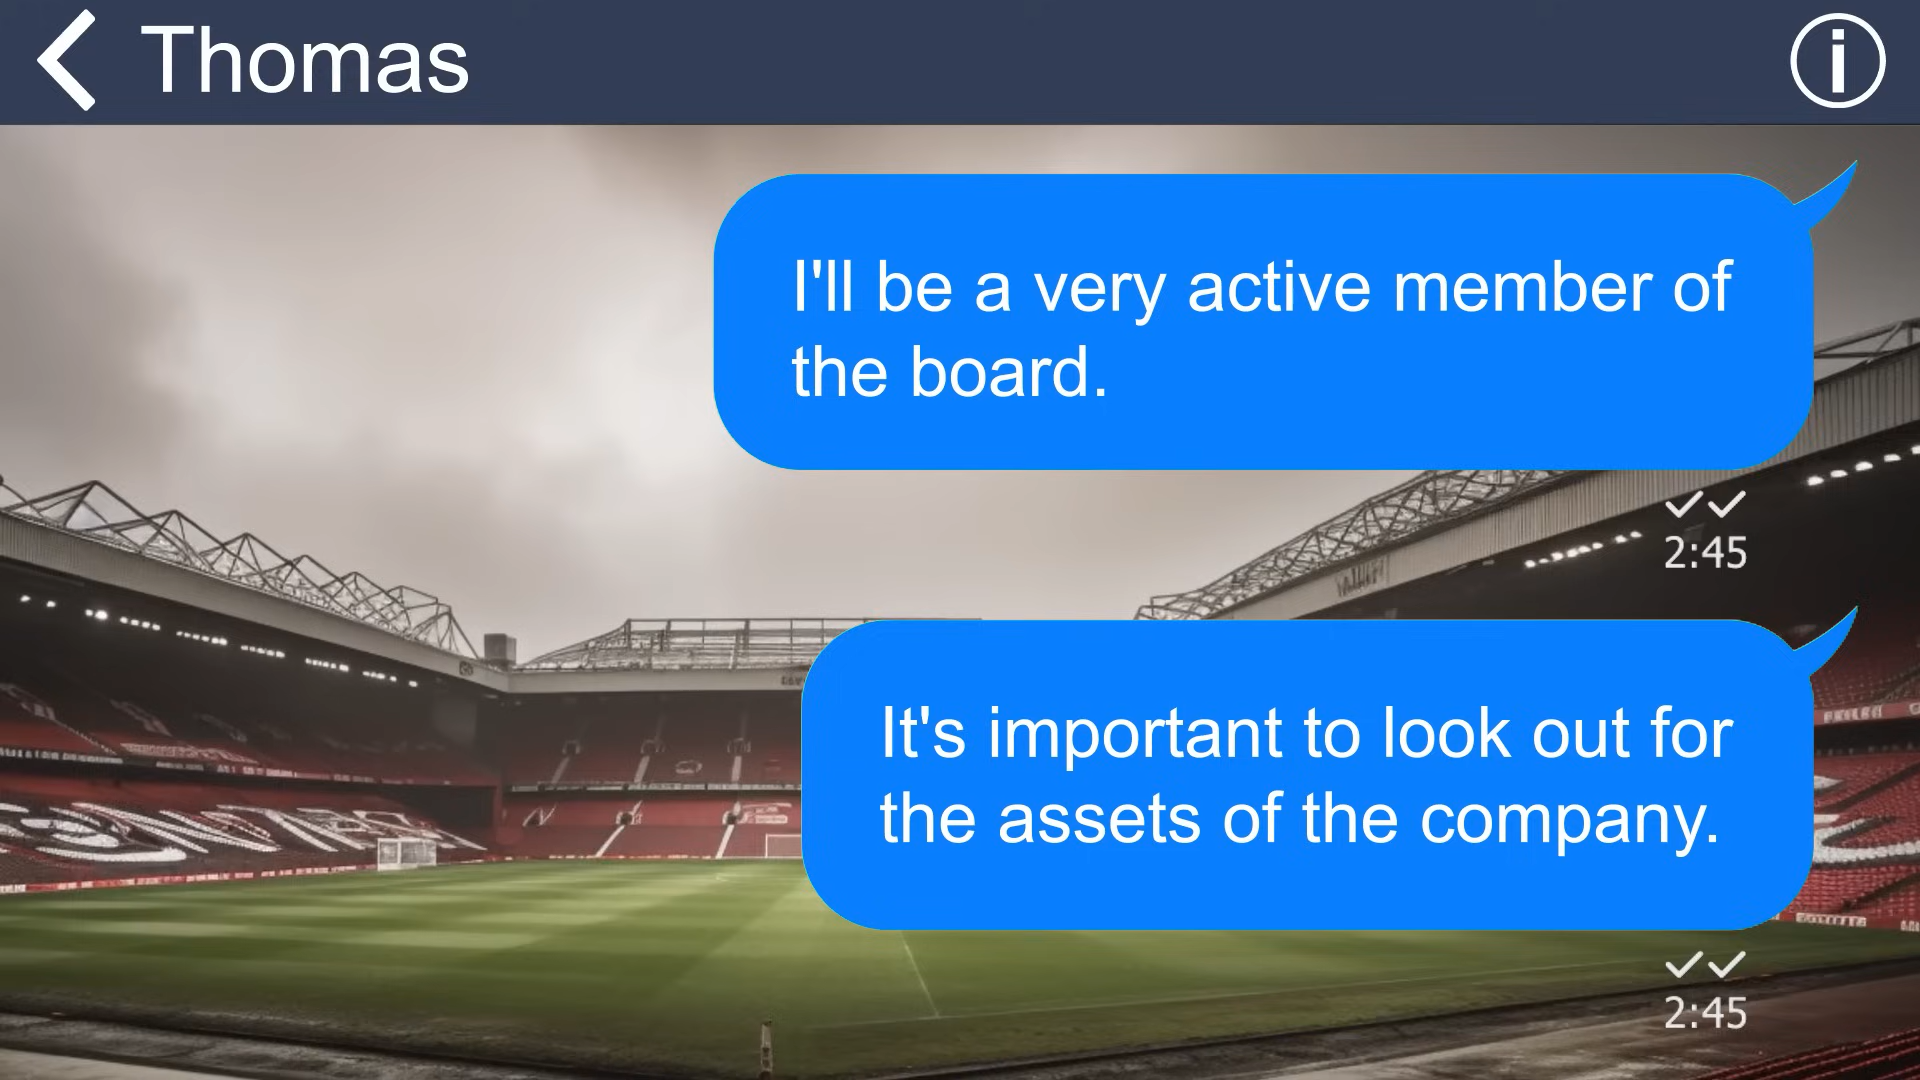 Thomas
I'll be a very active member of
the board.
2:45
It's important to look out for
the assets of the company.
2:45